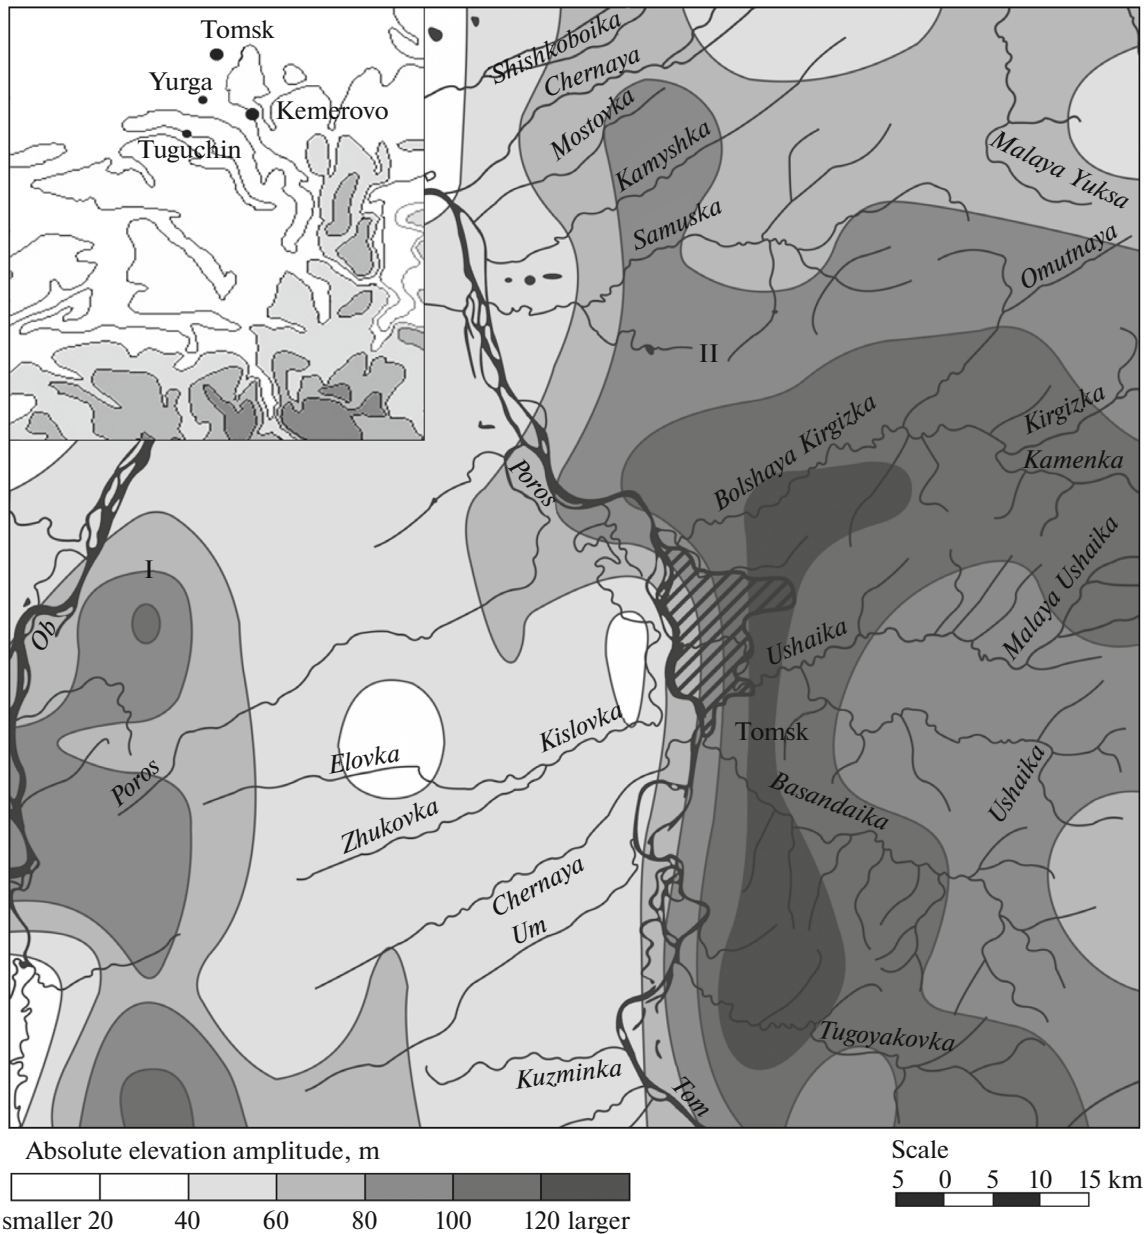 Tomsk
Yurga
Kemerovo
Tuguchin
Shishkoboika
Chernaya
Mostovka
Kamyshka
Samuska
Malaya Yuksa
Omutnaya
II
Kirgizka
Bolshaya Kirgizka
Kamenka
Poros
Malaya Ushaika
I
Ob
Ushaika
Kislovka
Tomsk
Elovka
Poros
Ushaika
Basandaika
Zhukovka
Chernaya
Um
Tugoyakovka
Kuzminka
Tom
Absolute elevation amplitude, m
smaller 20 40 60 80 100 120 larger
Scale
5 0 5 10 15 km